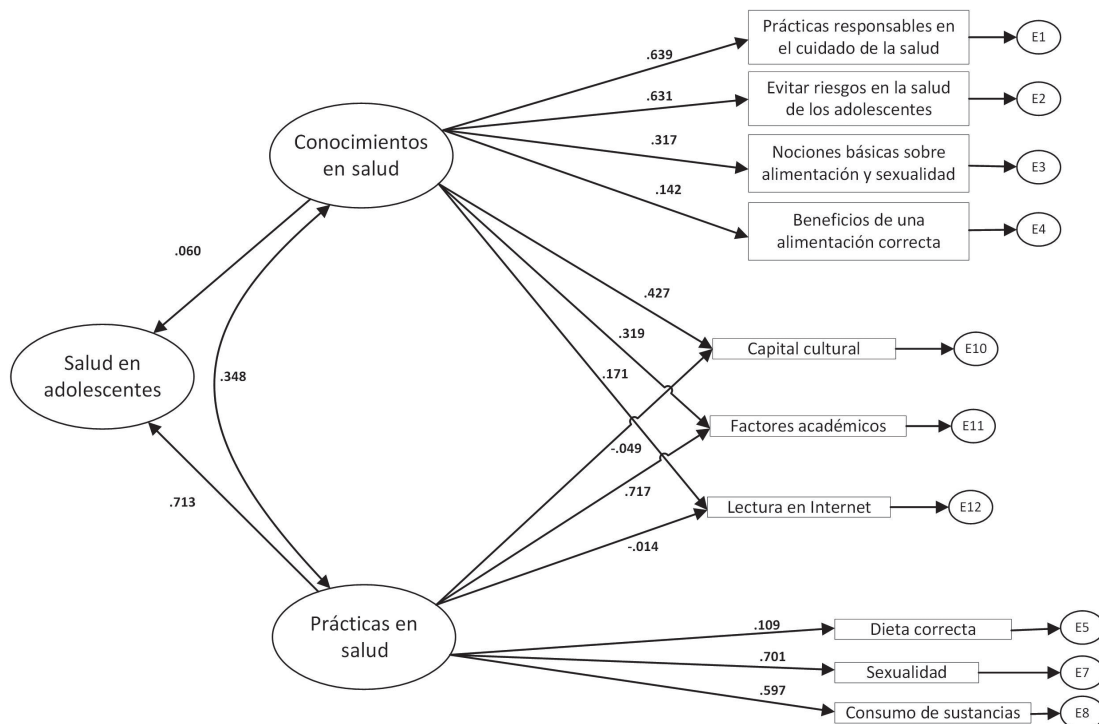 Prácticas responsables en
el cuidado de la salud
E1
.639
Evitar riesgos en la salud
de los adolescentes
E2
.631
Conocimientos
en salud
.317
Nociones básicas sobre
alimentación y sexualidad
E3
.142
Beneficios de una
alimentación correcta
E4
.060
.427
.319
Capital cultural
E10
Salud en
adolescentes
.348
.171
Factores académicos
E11
-.049
.713
.717
Lectura en Internet
E12
-.014
Prácticas en
salud
.109
Dieta correcta
E5
.701
Sexualidad
E7
.597
Consumo de sustancias
E8